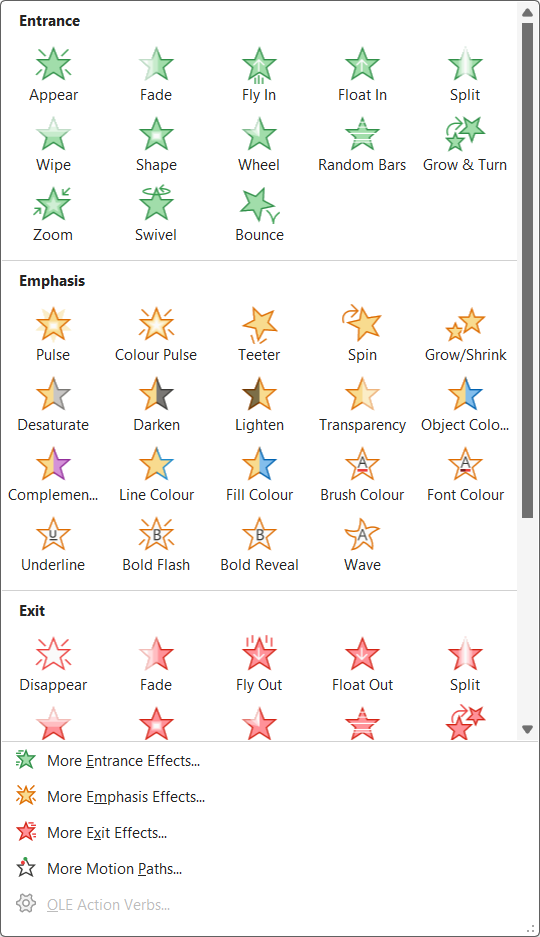 Entrance
Appear Fade Fly In Float In Split
Wipe Shape Wheel Random Bars Grow & Turn
Zoom Swivel Bounce
Emphasis
Pulse Colour Pulse Teeter Spin Grow/Shrink
Desaturate Darken Lighten Transparency Object Colo...
Complemen... Line Colour Fill Colour Brush Colour Font Colour
Underline Bold Flash Bold Reveal Wave
Exit
Disappear Fade Fly Out Float Out Split
More Entrance Effects...
More Emphasis Effects...
More Exit Effects...
More Motion Paths...
OLE Action Verbs...